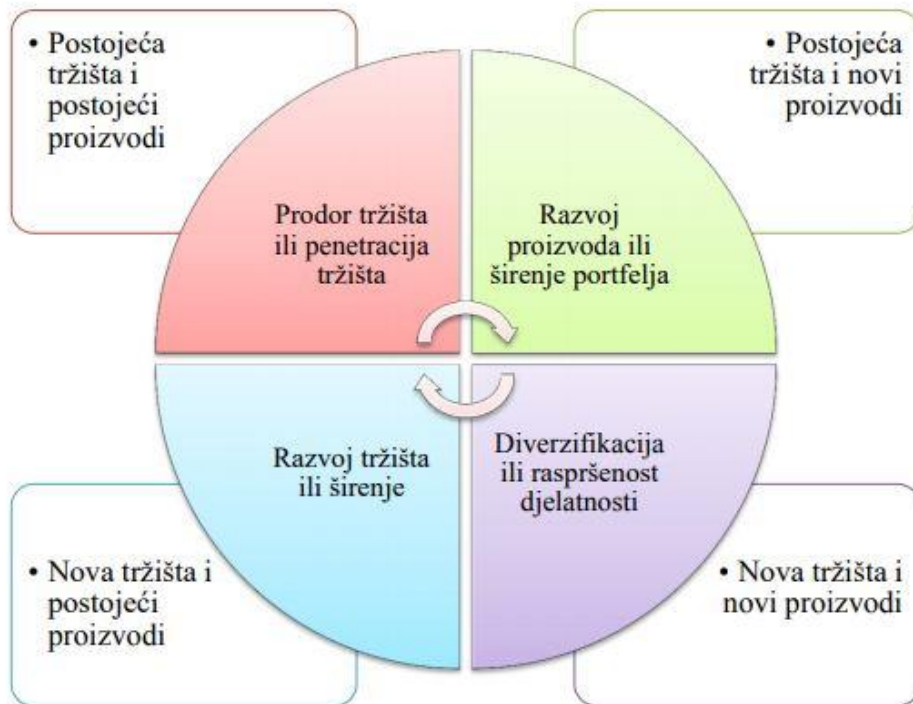 • Postojeća
tržišta i
postojeći
proizvodi
• Postojeća
tržišta i novi
proizvodi
Prodor tržišta
ili penetracija
tržišta
Razvoj
proizvoda ili
širenje portfelja
Razvoj tržišta
ili širenje
Diverzifikacija
ili raspršenost
djelatnosti
• Nova tržišta i
postojeći
proizvodi
• Nova tržišta i
novi proizvodi